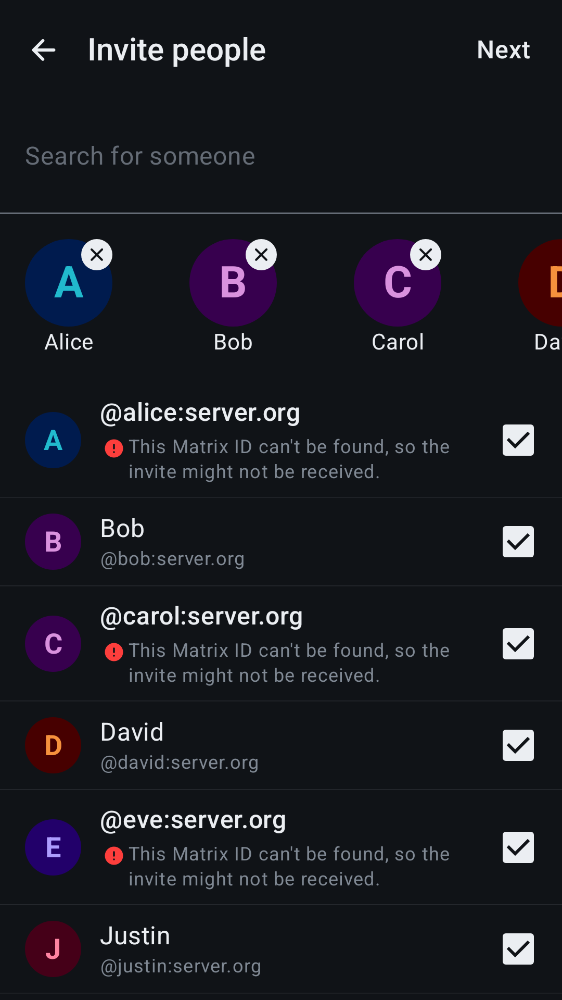 Invite people
Next
Search for someone
A
B
C
D
Alice
Bob
Carol
Da
A
@alice:server.org
This Matrix ID can't be found, so the
invite might not be received.
B
Bob
@bob:server.org
C
@carol:server.org
This Matrix ID can't be found, so the
invite might not be received.
D
David
@david:server.org
E
@eve:server.org
This Matrix ID can't be found, so the
invite might not be received.
J
Justin
@justin:server.org